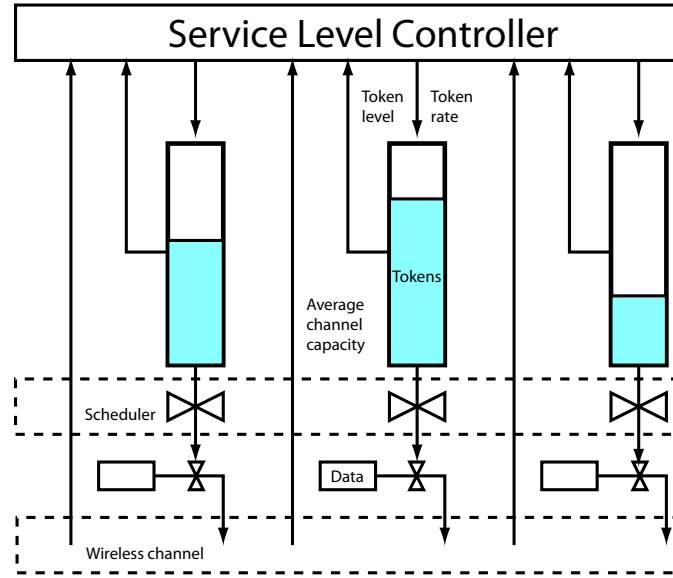 Service Level Controller
Token
level
Token
rate
Tokens
Average
channel
capacity
Scheduler
Data
Wireless channel